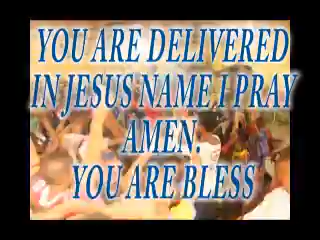 YOU ARE DELIVERED
IN JESUS NAME,I PRAY
AMEN.
YOU ARE BLESS